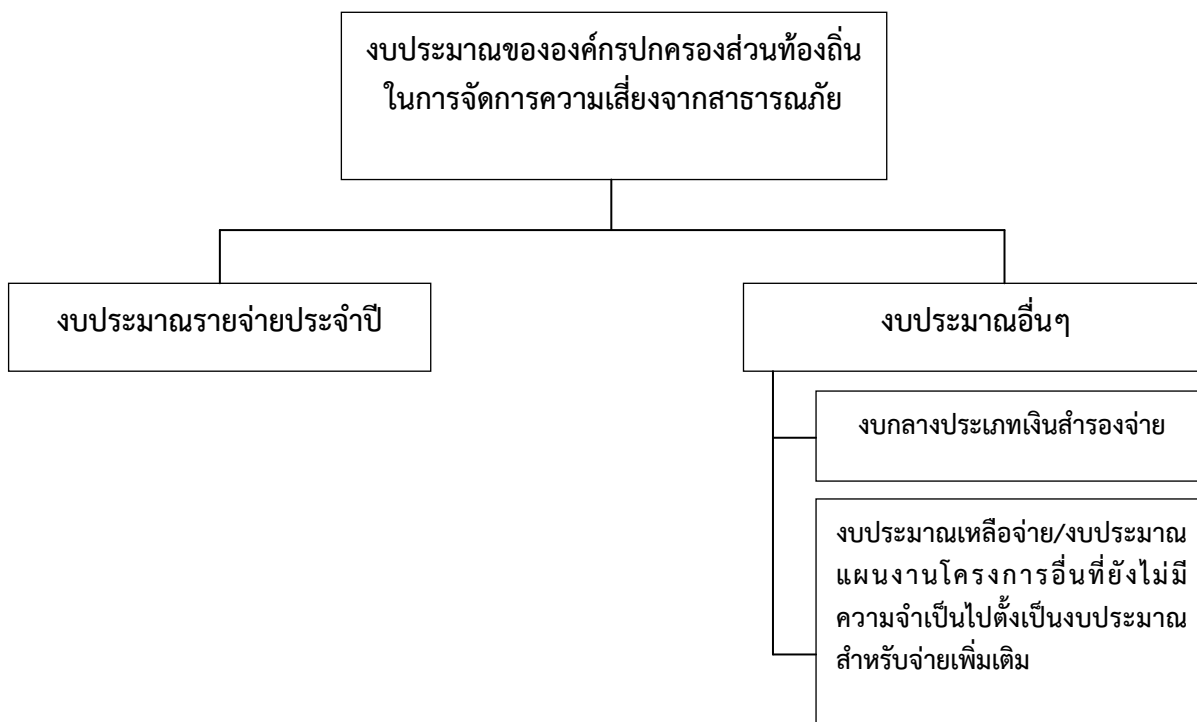 งบประมาณขององค์กรปกครองส่วนท้องถิ่น
ในการจัดการความเสี่ยงจากสาธารณภัย
งบประมาณรายจ่ายประจำปี
งบประมาณอื่นๆ
งบกลางประเภทเงินสำรองจ่าย
งบประมาณเหลือจ่าย/งบประมาณ
แผนงานโครงการอื่นที่ยังไม่มี
ความจำเป็นไปตั้งเป็นงบประมาณ
สำหรับจ่ายเพิ่มเติม